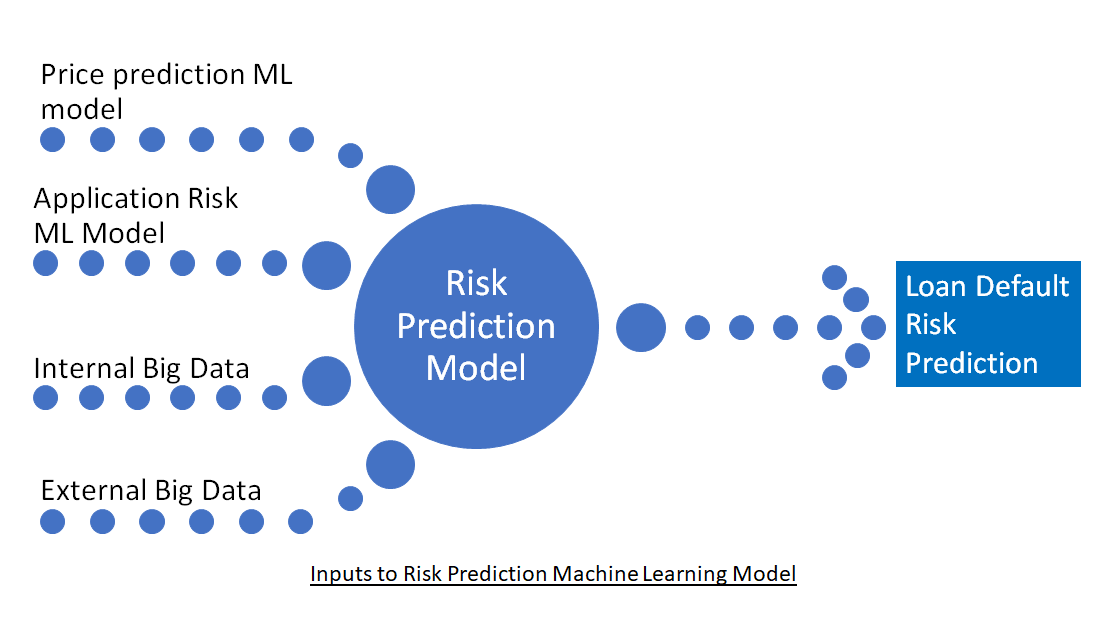 Price prediction ML
model
Application Risk
ML Model
Internal Big Data
External Big Data
Risk
Prediction
Model
Loan Default
Risk
Prediction
Inputs to Risk Prediction Machine Learning Model